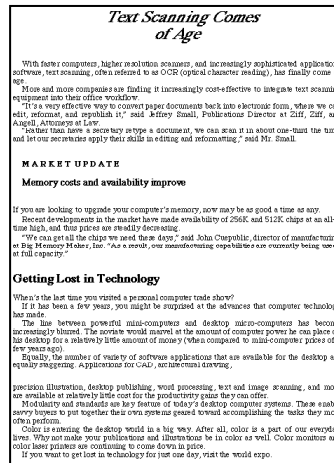 Text Scanning Comes
of Age
With faster computers, higher resolution scanners, and increasingly sophisticated application
software, text scanning, often referred to as OCR (optical character reading), has finally come
age.
More and more companies are finding it increasingly cost-effective to integrate text scannin
equipment into their office workflow.
"It's a very effective way to convert paper documents back into electronic form, where we ca
edit, reformat, and republish it," said Jeffrey Small, Publications Director at Ziff, Ziff, an
Angell, Attorneys at Law.
"Rather than have a secretary retype a document, we can scan it in about one-third the tim
and let our secretaries apply their skills in editing and reformatting," said Mr. Small.
MARKET UPDATE
Memory costs and availability improve
If you are looking to upgrade your computer's memory, now may be as good a time as any.
Recent developments in the market have made availability of 256K and 512K chips at an all-
time high, and thus prices are steadily decreasing.
"We can get all the chips we need these days," said John Cuepublic, director of manufacturin
at Big Memory Maker, Inc. "As a result, our manufacturing capabilities are currently being used
at full capacity."
Getting Lost in Technology
When's the last time you visited a personal computer trade show?
If it has been a few years, you might be surprised at the advances that computer technolog
has made.
The line between powerful mini-computers and desktop micro-computers has becom
increasingly blurred. The novice would marvel at the amount of computer power he can place o
his desktop for a relatively little amount of money (when compared to mini-computer prices of
few years ago).
Equally, the number of variety of software applications that are available for the desktop a
equally staggering. Applications for CAD, architectural drawing,
precision illustration, desktop publishing, word processing, text and image scanning, and mo
are available at relatively little cost for the productivity gains they can offer.
Modularity and standards are key feature of today's desktop computer systems. These enab
savvy buyers to put together their own systems geared toward accomplishing the tasks they mo
often perform.
Color is entering the desktop world in a big way. After all, color is a part of our everyda
lives. Why not make your publications and illustrations be in color as well. Color monitors a
color laser printers are continuing to come down in price.
If you want to get lost in technology for just one day, visit the world expo.